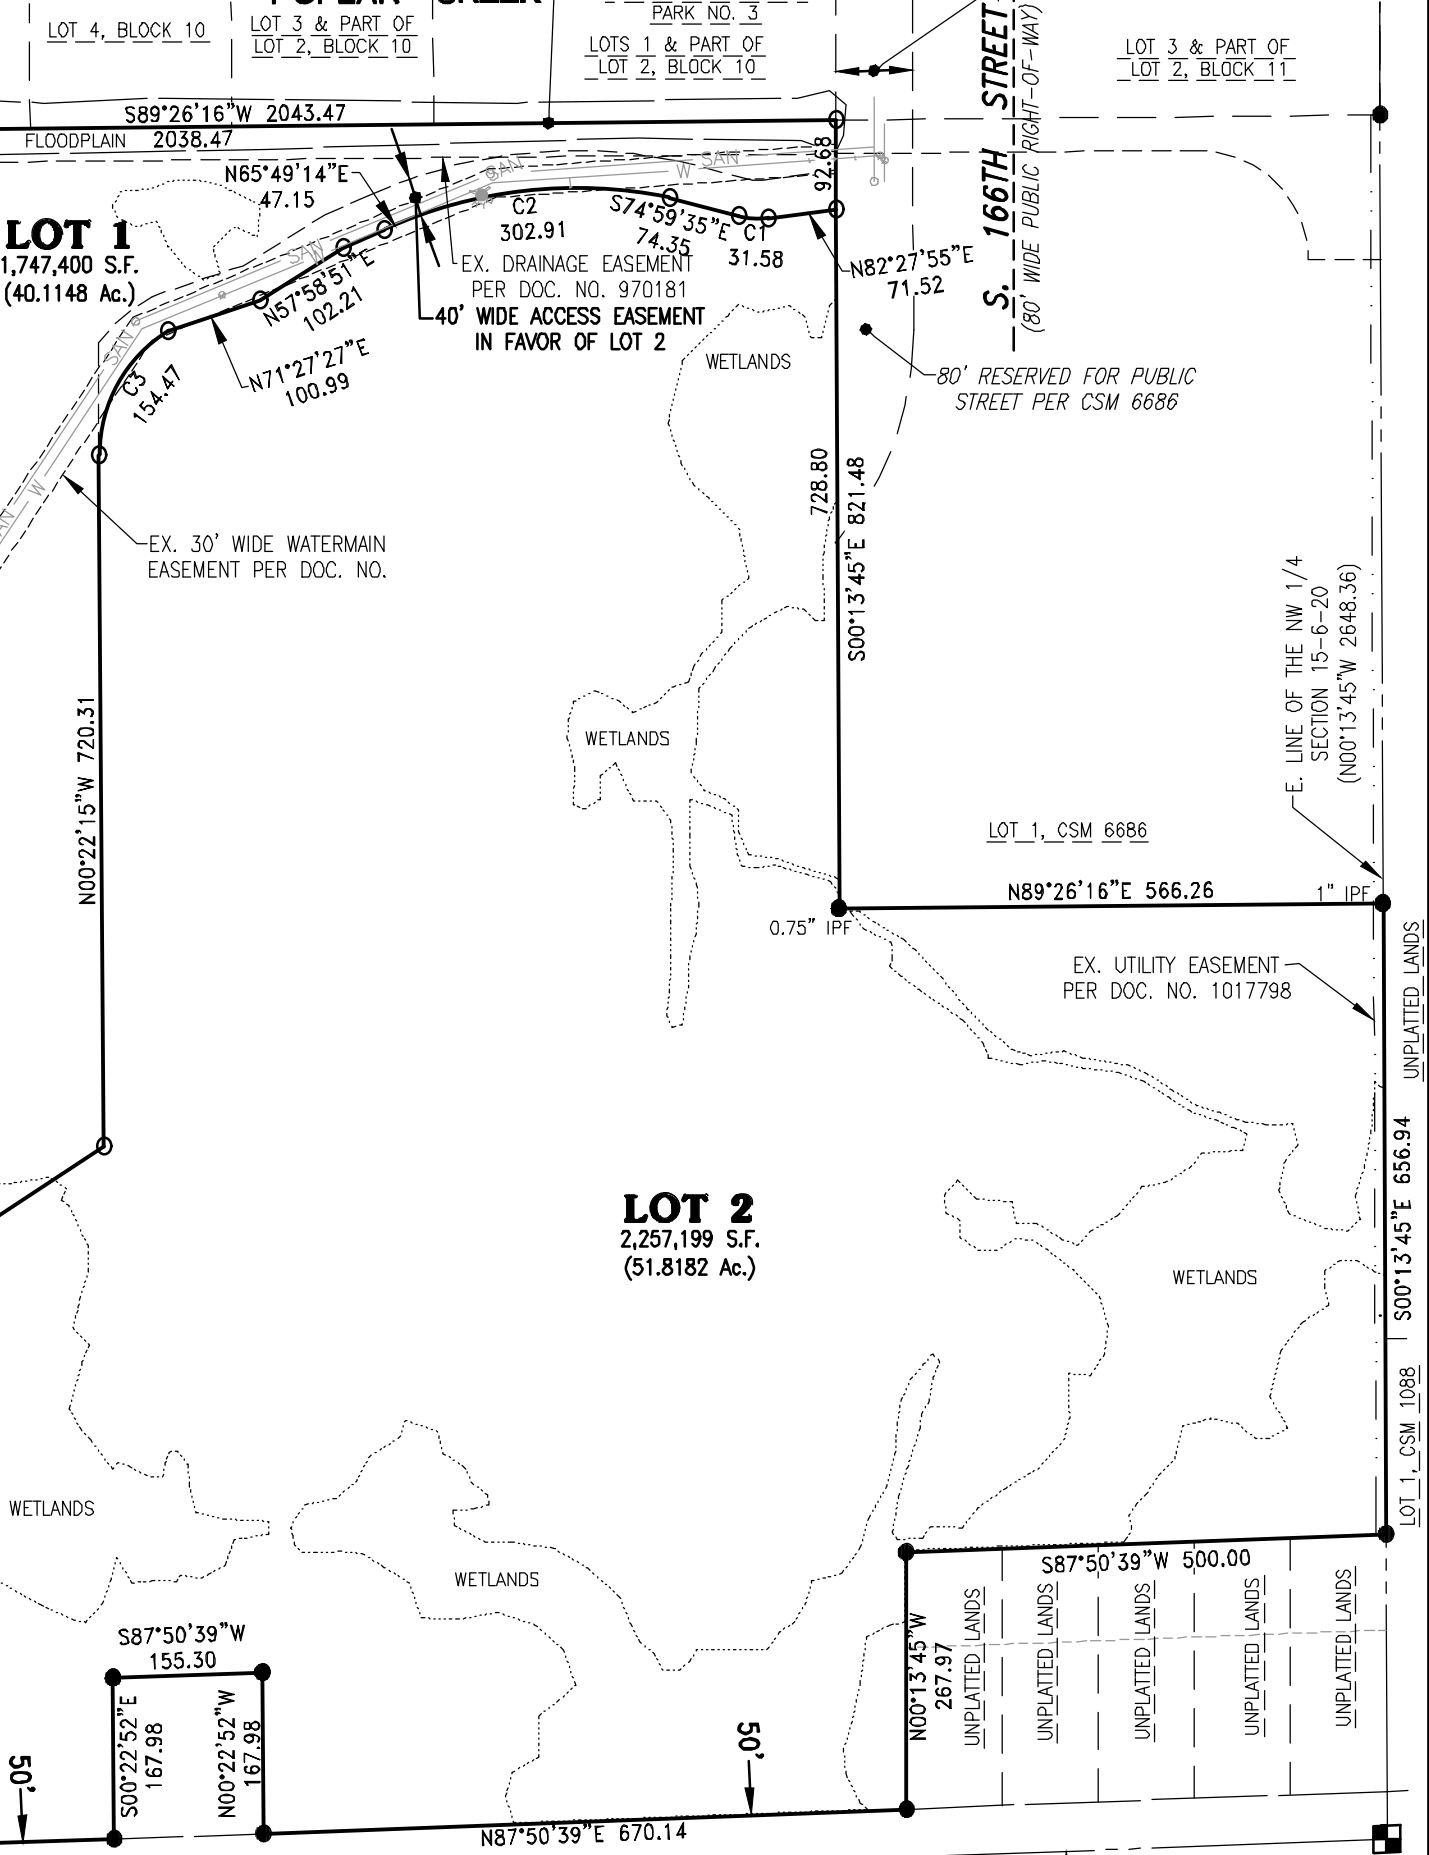 CREEK
LOT 4, BLOCK 10
LOT 3 & PART OF
LOT 2, BLOCK 10
PARK NO. 3
LOTS 1 & PART OF
LOT 2, BLOCK 10
S. 166TH STREET
(80' WIDE PUBLIC RIGHT-OF-WAY)
LOT 3 & PART OF
LOT 2, BLOCK 11
S89°26'16"W 2043.47
FLOODPLAIN 2038.47
N65°49'14"E
47.15
SAN
W
SAN
92.68
LOT 1
1,747,400 S.F.
(40.1148 Ac.)
SAN
W
C2
302.91
S74°59'35"E
74.35
C1
31.58
N82°27'55"E
71.52
N57°58'51"E
102.21
EX. DRAINAGE EASEMENT
PER DOC. NO. 970181
40' WIDE ACCESS EASEMENT
IN FAVOR OF LOT 2
SAN
C3
154.47
N71°27'27"E
100.99
WETLANDS
80' RESERVED FOR PUBLIC
STREET PER CSM 6686
W
SAN
EX. 30' WIDE WATERMAIN
EASEMENT PER DOC. NO.
728.80
S00°13'45"E 821.48
E. LINE OF THE NW 1/4
SECTION 15-6-20
(N00°13'45"W 2648.36)
N00°22'15"W 720.31
WETLANDS
LOT 1, CSM 6686
N89°26'16"E 566.26
1" IPF
0.75" IPF
EX. UTILITY EASEMENT
PER DOC. NO. 1017798
UNPLATTED LANDS
S00°13'45"E 656.94
LOT 2
2,257,199 S.F.
(51.8182 Ac.)
WETLANDS
LOT 1, CSM 1088
WETLANDS
WETLANDS
S87°50'39"W 500.00
N00°13'45"W
267.97
UNPLATTED LANDS
UNPLATTED LANDS
UNPLATTED LANDS
UNPLATTED LANDS
UNPLATTED LANDS
S87°50'39"W
155.30
S00°22'52"E
167.98
N00°22'52"W
167.98
50'
50'
N87°50'39"E 670.14